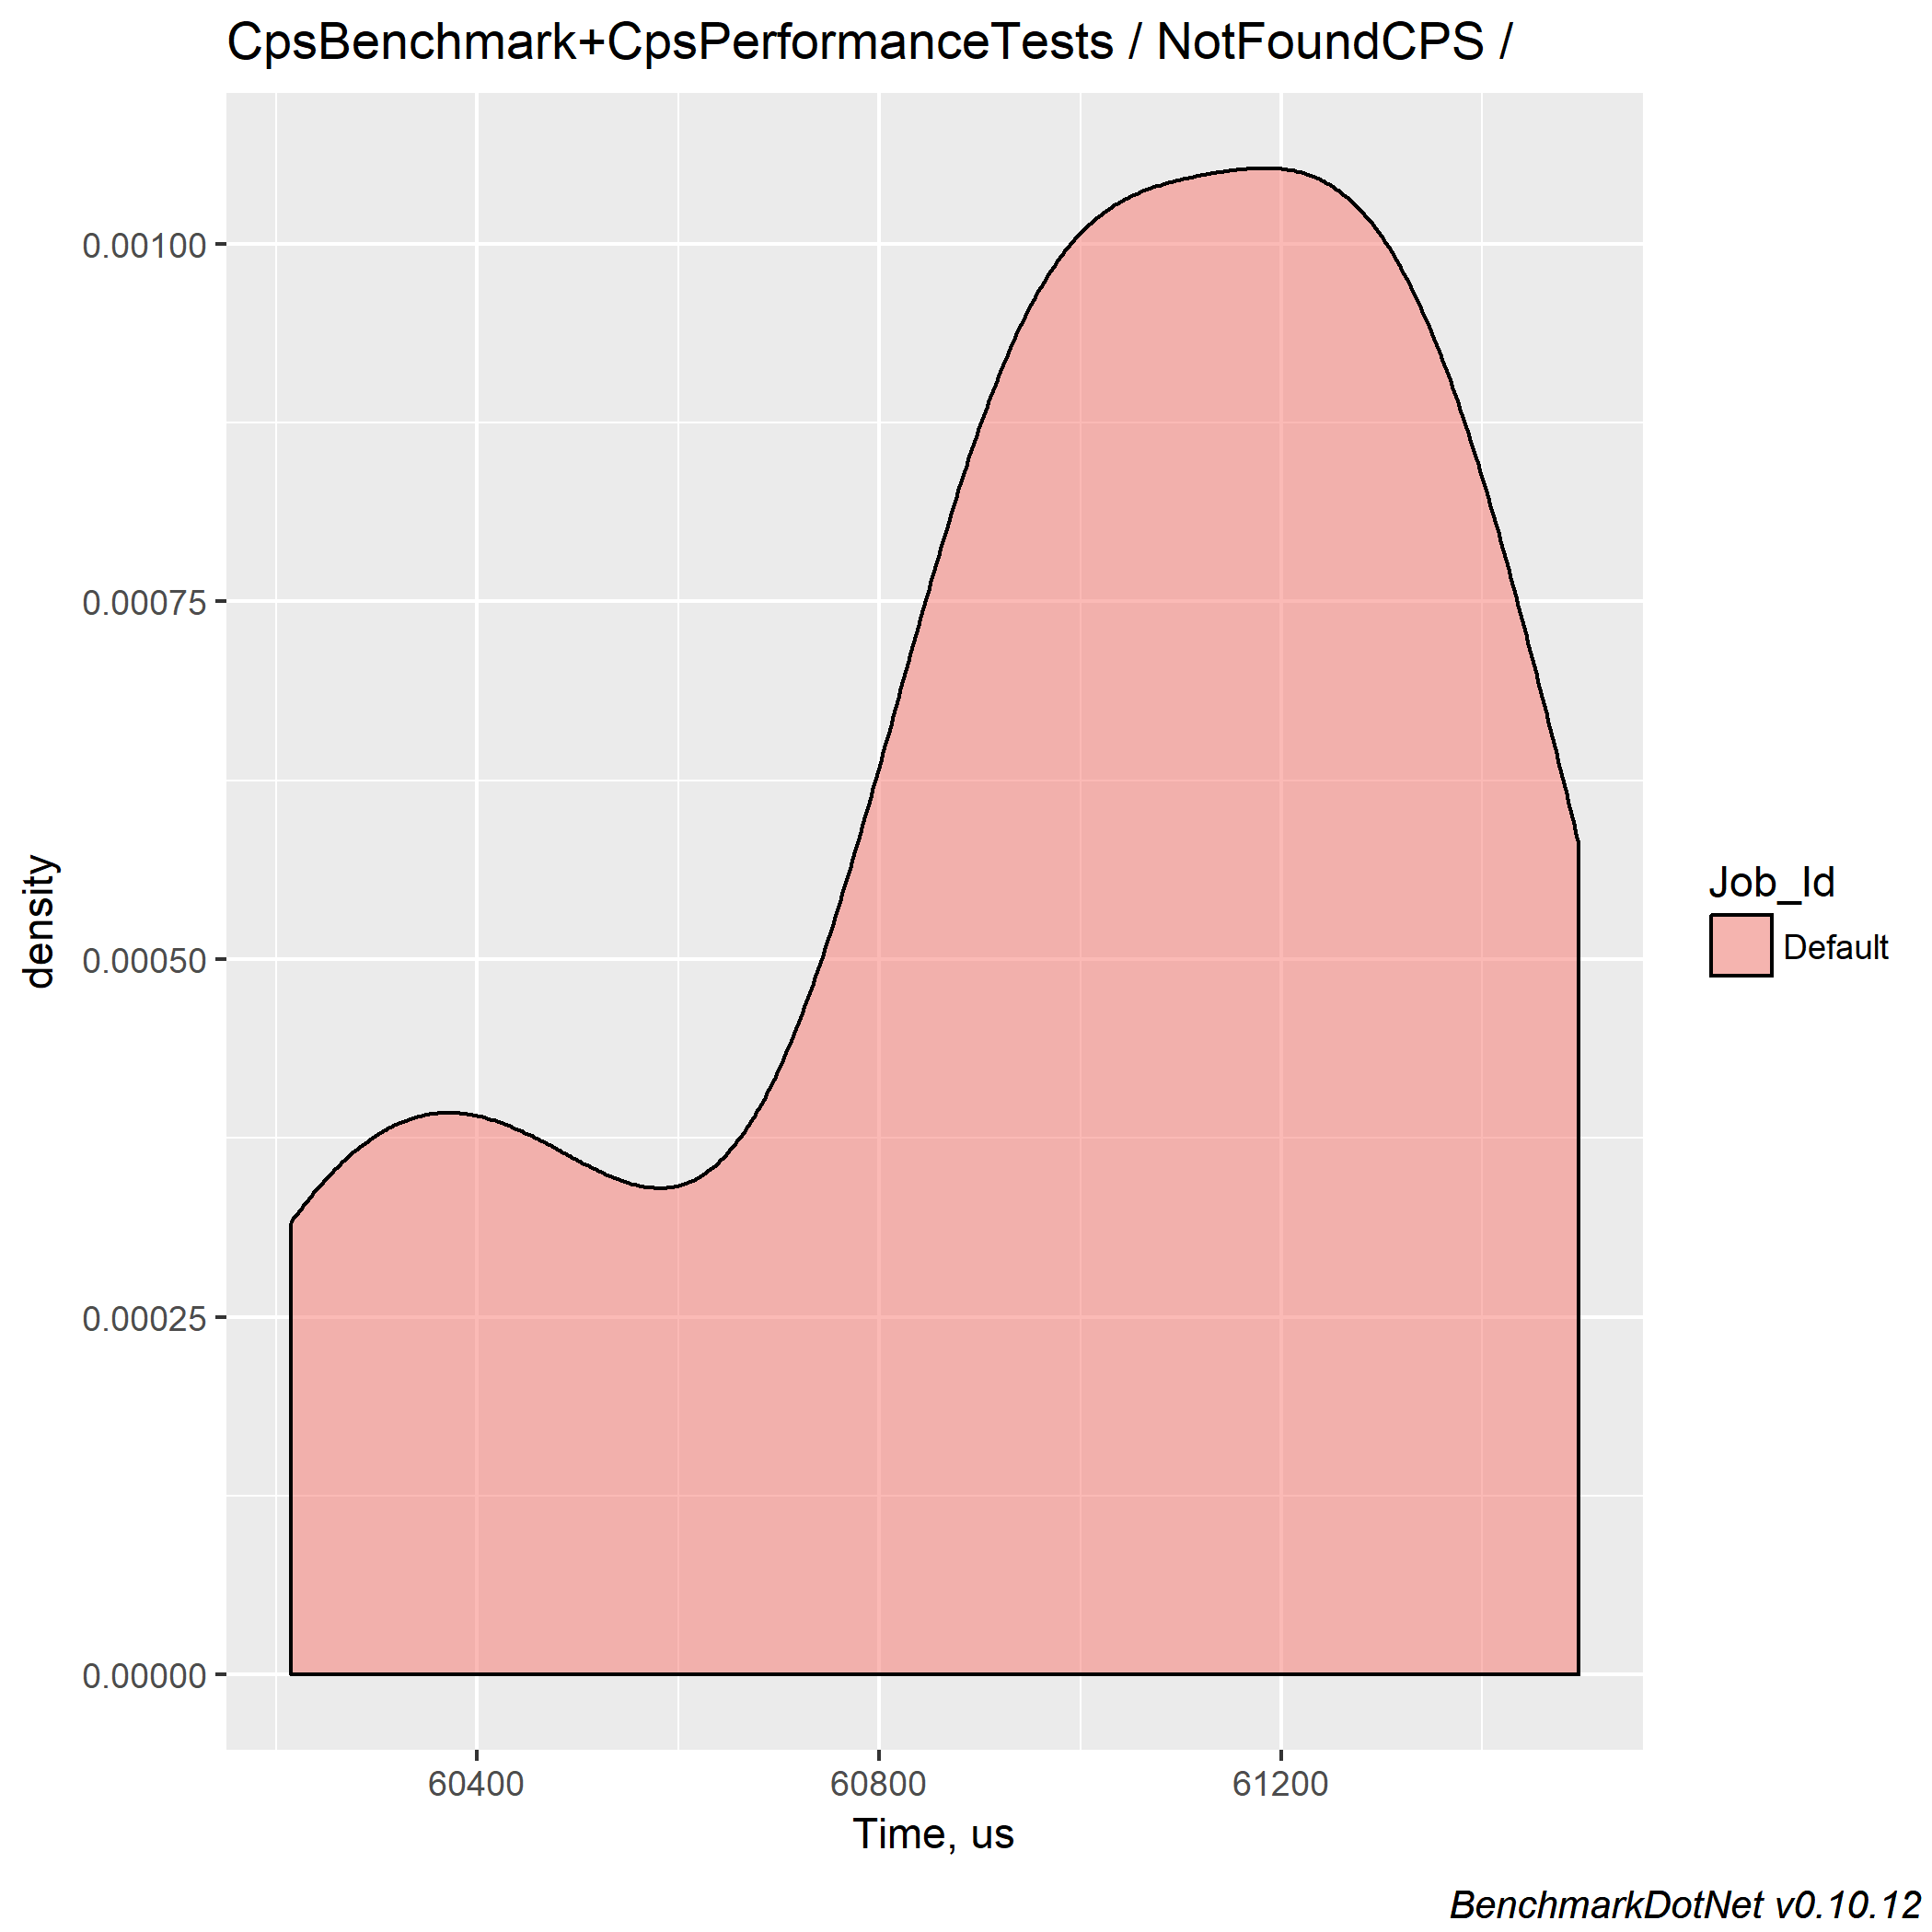 CpsBenchmark+CpsPerformanceTests / NotFoundCPS /
0.00100
0.00075
0.00050
0.00025
0.00000
density
60400 60800 61200
Time, us
Job_Id
Default
BenchmarkDotNet v0.10.12